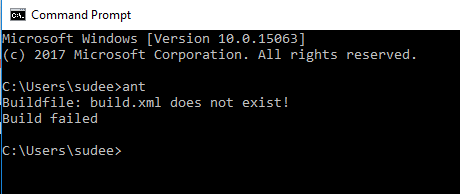 Command Prompt
Microsoft Windows [Version 10.0.15063]
(c) 2017 Microsoft Corporation. All rights reserved.
C:\Users\sudee>ant
Buildfile: build.xml does not exist!
Build failed
C:\Users\sudee>